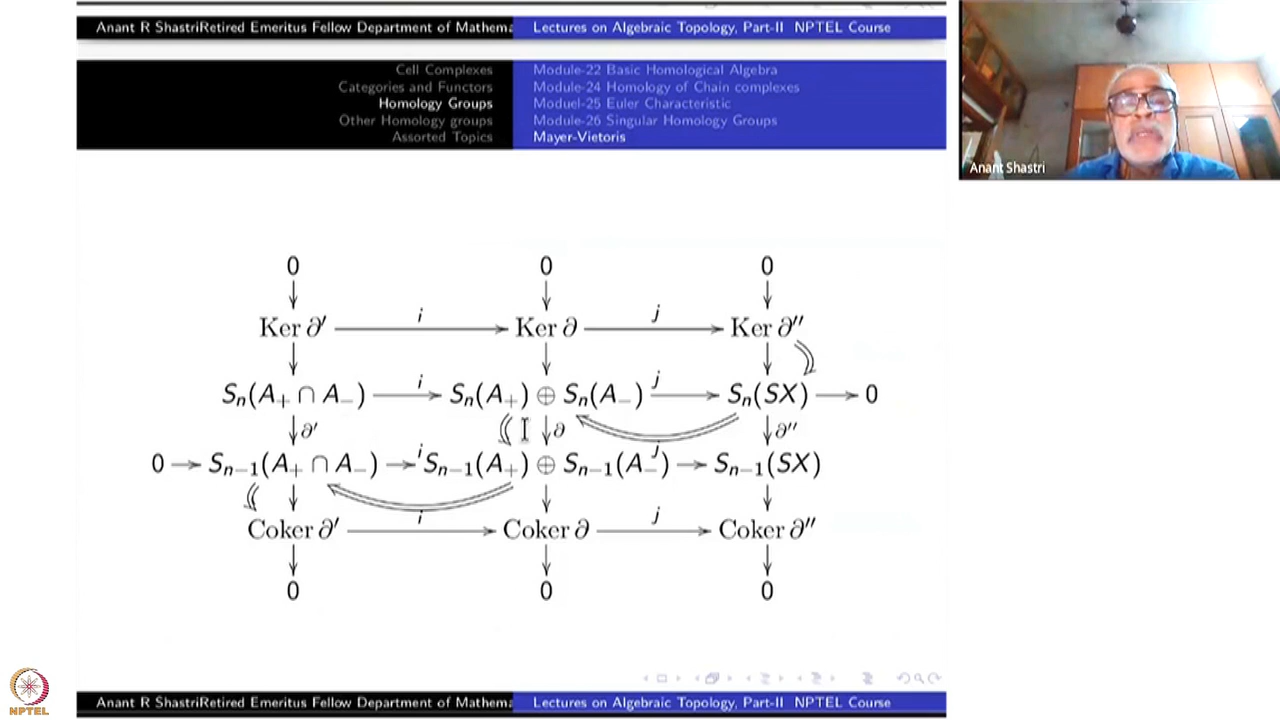 Anant R ShastriRetired Emeritus Fellow Department of Mathema Lectures on Algebraic Topology, Part-II NPTEL Course
Cell Complexes Module-22 Basic Homological Algebra
Categories and Functors Module-24 Homology of Chain complexes
Homology Groups Moduel-25 Euler Characteristic
Other Homology groups Module-26 Singular Homology Groups
Assorted Topics Mayer-Vietoris
Anant Shastri
0 0 0
Ker ∂′ i Ker ∂ j Ker ∂″
Sₙ(A₊ ∩ A₋) i Sₙ(A₊) ⊕ Sₙ(A₋) j Sₙ(SX) → 0
∂′ ∂ ∂″
0 → Sₙ₋₁(A₊ ∩ A₋) → i Sₙ₋₁(A₊) ⊕ Sₙ₋₁(A₋) j → Sₙ₋₁(SX)
Coker ∂′ i Coker ∂ j Coker ∂″
0 0 0
NPTEL
Anant R ShastriRetired Emeritus Fellow Department of Mathema Lectures on Algebraic Topology, Part-II NPTEL Course